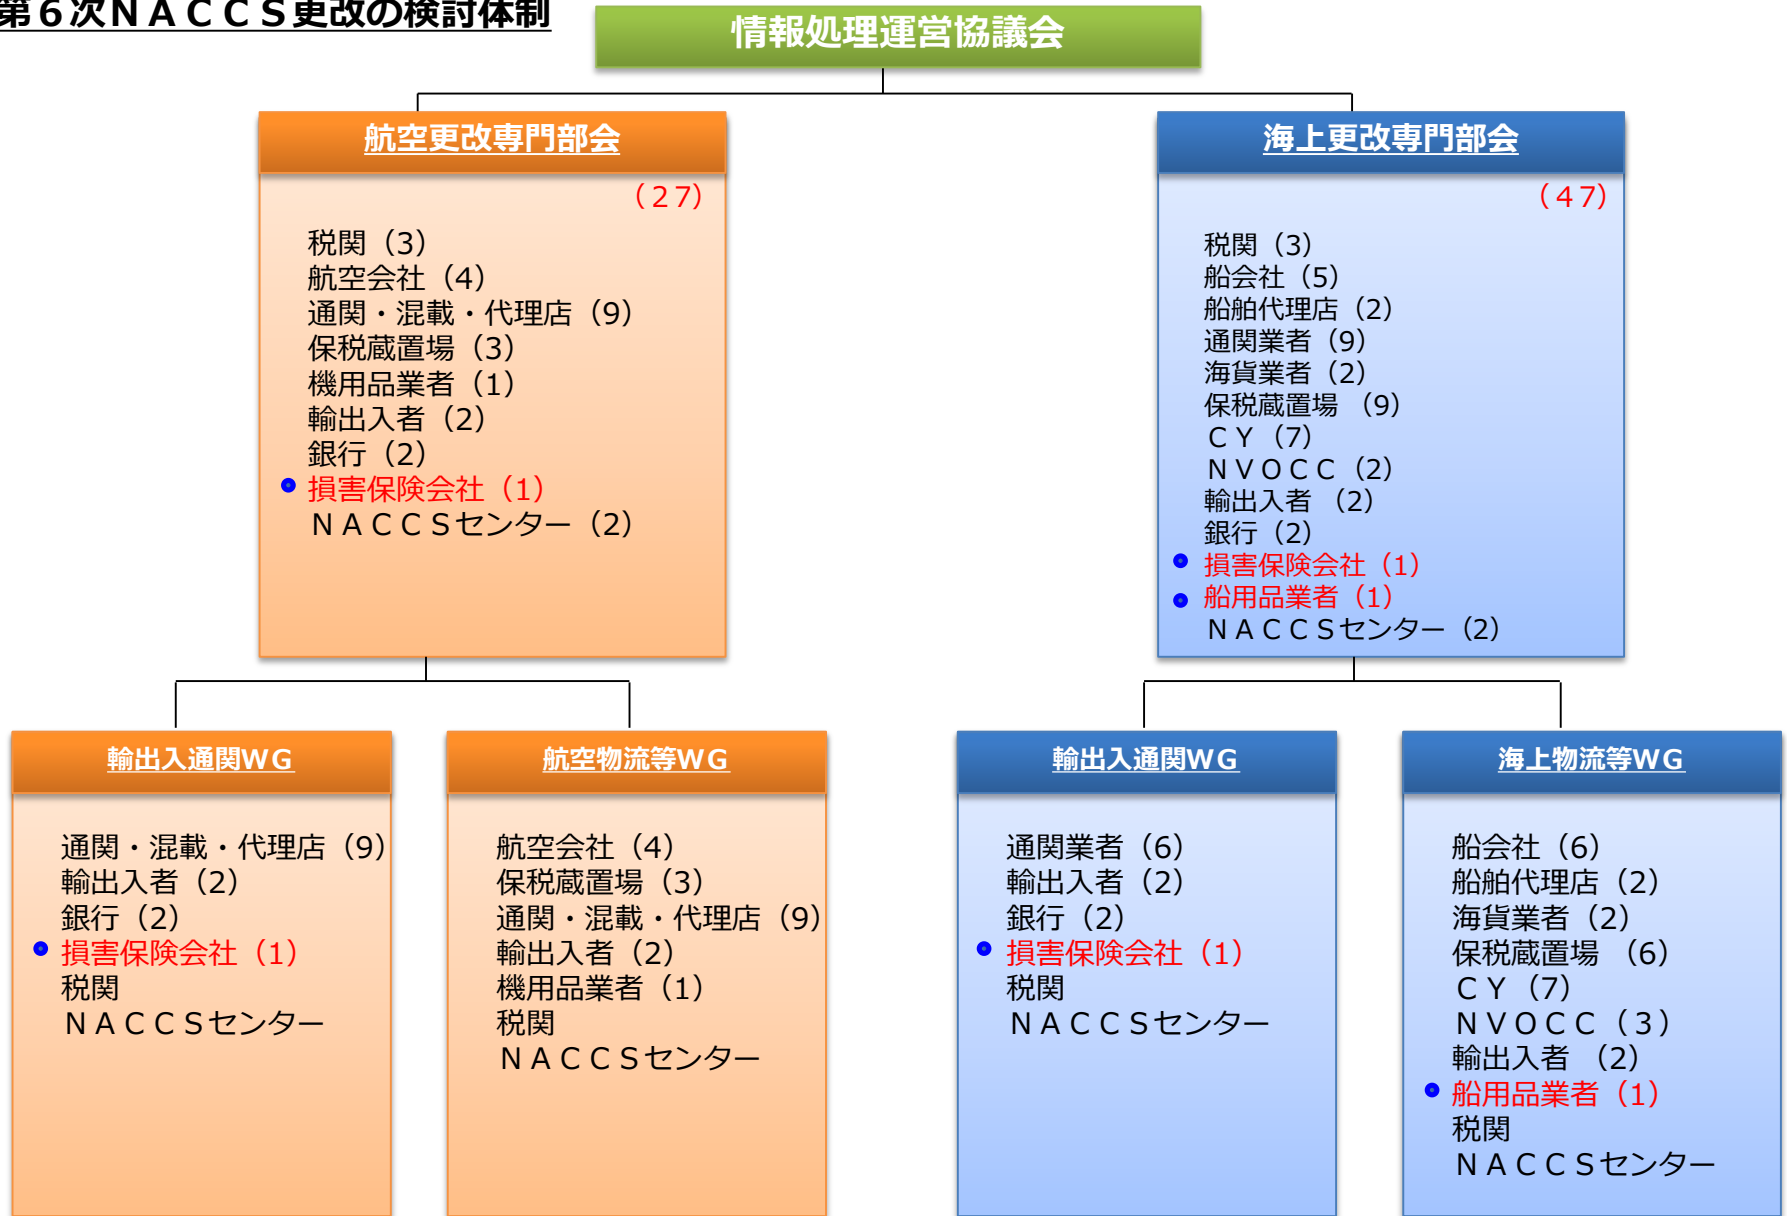 第６次ＮＡＣＣＳ更改の検討体制
情報処理運営協議会
航空更改専門部会
（２７）
税関（3）
航空会社（4）
通関・混載・代理店（9）
保税蔵置場（3）
機用品業者（1）
輸出入者（2）
銀行（2）
損害保険会社（1）
ＮＡＣＣＳセンター（2）
海上更改専門部会
（４７）
税関（3）
船会社（5）
船舶代理店（2）
通関業者（9）
海貨業者（2）
保税蔵置場 （9）
ＣＹ（7）
ＮＶＯＣＣ（2）
輸出入者 （2）
銀行（2）
損害保険会社（1）
船用品業者（1）
ＮＡＣＣＳセンター（2）
輸出入通関ＷＧ
通関・混載・代理店（9）
輸出入者（2）
銀行（2）
損害保険会社（1）
税関
ＮＡＣＣＳセンター
航空物流等ＷＧ
航空会社（4）
保税蔵置場（3）
通関・混載・代理店（9）
輸出入者（2）
機用品業者（1）
税関
ＮＡＣＣＳセンター
輸出入通関ＷＧ
通関業者（6）
輸出入者（2）
銀行（2）
損害保険会社（1）
税関
ＮＡＣＣＳセンター
海上物流等ＷＧ
船会社（6）
船舶代理店（2）
海貨業者（2）
保税蔵置場 （6）
ＣＹ（7）
ＮＶＯＣＣ（３）
輸出入者 （2）
船用品業者（1）
税関
ＮＡＣＣＳセンター